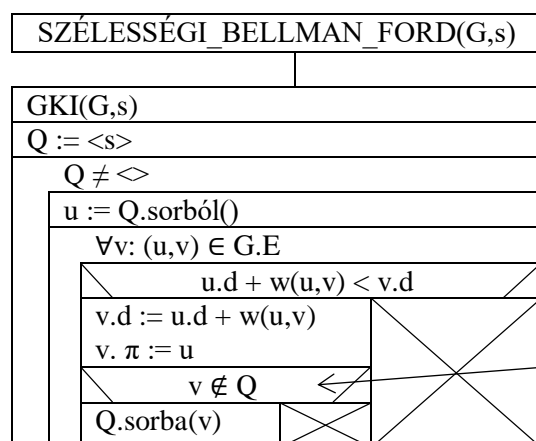 SZÉLESSÉGI_BELLMAN_FORD(G,s)
GKI(G,s)
Q := <s>
Q ≠ <>
u := Q.sorból()
∀v: (u,v) ∈ G.E
u.d + w(u,v) < v.d
v.d := u.d + w(u,v)
v. π := u
v ∉ Q
Q.sorba(v)